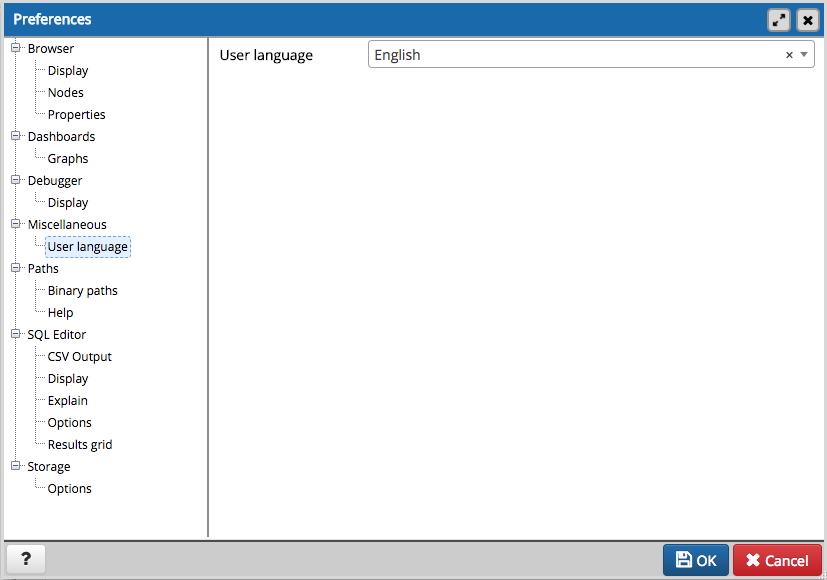 Preferences
Browser
Display
Nodes
Properties
Dashboards
Graphs
Debugger
Display
Miscellaneous
User language
Paths
Binary paths
Help
SQL Editor
CSV Output
Display
Explain
Options
Results grid
Storage
Options
User language
English
?
OK
Cancel